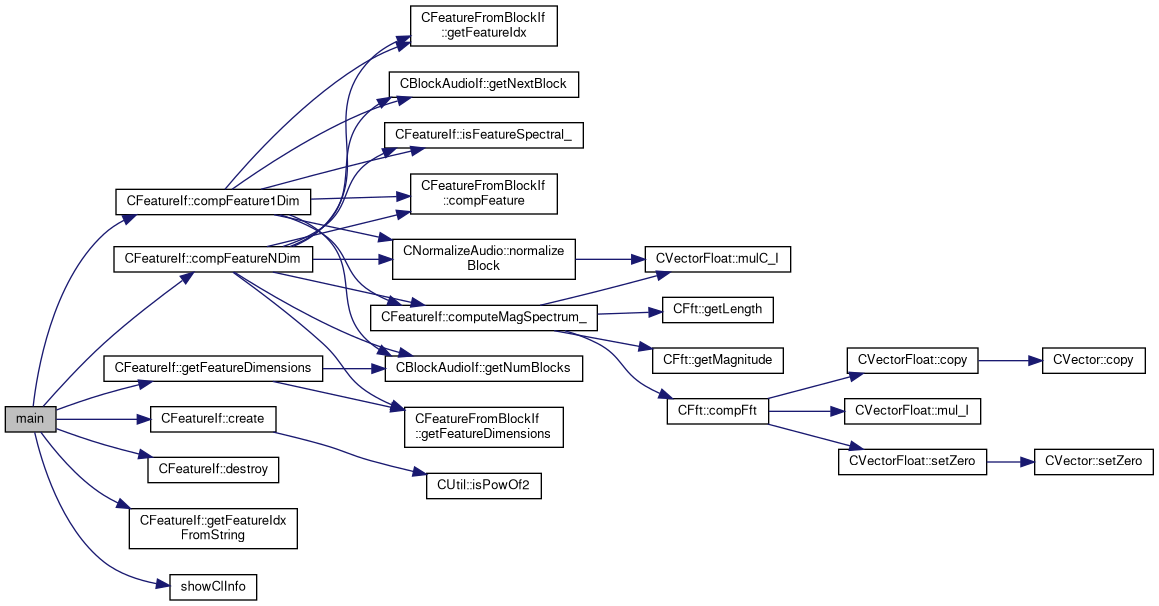 main
CFeatureIf::compFeature1Dim
CFeatureIf::compFeatureNDim
CFeatureIf::getFeatureDimensions
CFeatureIf::create
CFeatureIf::destroy
CFeatureIf::getFeatureIdx
FromString
showClInfo
CFeatureFromBlockIf
::getFeatureIdx
CBlockAudioIf::getNextBlock
CFeatureIf::isFeatureSpectral_
CFeatureFromBlockIf
::compFeature
CNormalizeAudio::normalize
Block
CFeatureIf::computeMagSpectrum_
CBlockAudioIf::getNumBlocks
CFeatureFromBlockIf
::getFeatureDimensions
CUtil::isPowOf2
CVectorFloat::mulC_I
CFft::getLength
CFft::getMagnitude
CFft::compFft
CVectorFloat::copy
CVectorFloat::mul_I
CVectorFloat::setZero
CVector::copy
CVector::setZero